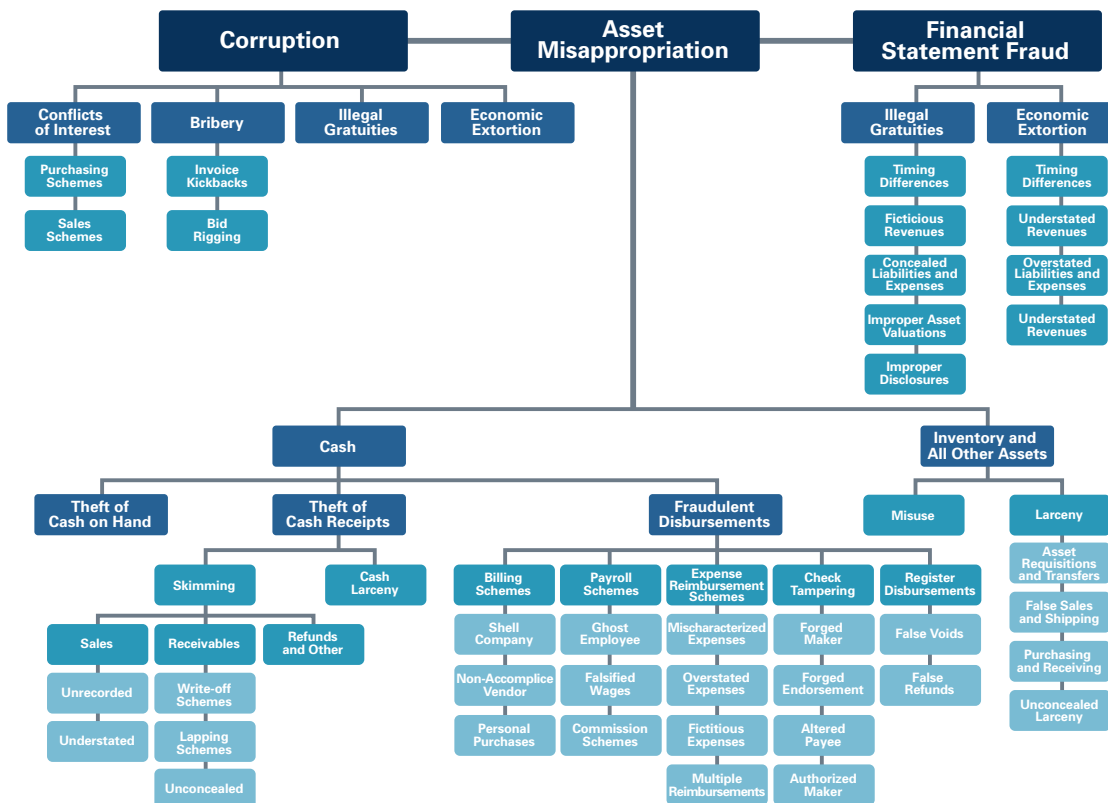 Corruption
Asset
Misappropriation
Financial
Statement Fraud
Conflicts
of Interest
Bribery
Illegal
Gratuities
Economic
Extortion
Illegal
Gratuities
Economic
Extortion
Purchasing
Schemes
Invoice
Kickbacks
Timing
Differences
Timing
Differences
Sales
Schemes
Bid
Rigging
Ficticious
Revenues
Understated
Revenues
Concealed
Liabilities and
Expenses
Overstated
Liabilities and
Expenses
Improper Asset
Valuations
Understated
Revenues
Improper
Disclosures
Cash
Inventory and
All Other Assets
Theft of
Cash on Hand
Theft of
Cash Receipts
Fraudulent
Disbursements
Misuse
Larceny
Skimming
Cash
Larceny
Billing
Schemes
Payroll
Schemes
Expense
Reimbursement
Schemes
Check
Tampering
Register
Disbursements
Asset
Requisitions
and Transfers
Sales
Receivables
Refunds
and Other
Shell
Company
Ghost
Employee
Mischaracterized
Expenses
Forged
Maker
False Voids
False Sales
and Shipping
Unrecorded
Write-off
Schemes
Non-Accomplice
Vendor
Falsified
Wages
Overstated
Expenses
Forged
Endorsement
False
Refunds
Purchasing
and Receiving
Understated
Lapping
Schemes
Personal
Purchases
Commission
Schemes
Fictitious
Expenses
Altered
Payee
Unconcealed
Larceny
Unconcealed
Multiple
Reimbursements
Authorized
Maker